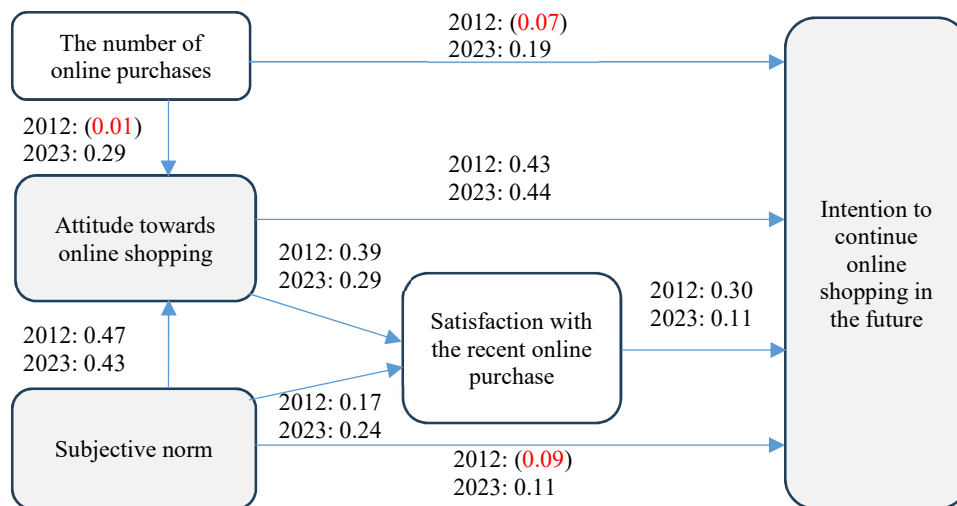 The number of
online purchases
2012: (0.07)
2023: 0.19
2012: (0.01)
2023: 0.29
2012: 0.43
2023: 0.44
Attitude towards
online shopping
Intention to
continue
online
shopping in
the future
2012: 0.39
2023: 0.29
2012: 0.30
2023: 0.11
Satisfaction with
the recent online
purchase
2012: 0.47
2023: 0.43
2012: 0.17
2023: 0.24
Subjective norm
2012: (0.09)
2023: 0.11